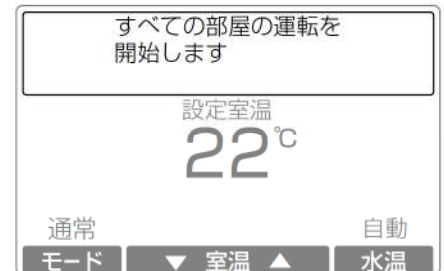 すべての部屋の運転を
開始します
設定室温
22℃
通常 自動
モード ▼ 室温 ▲ 水温